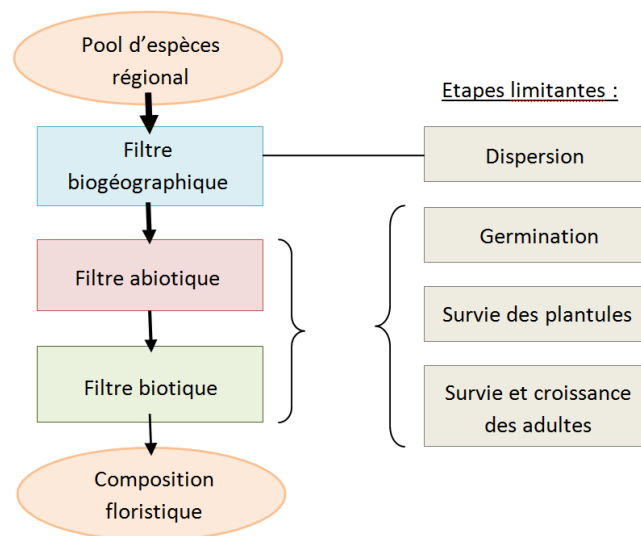 Pool d'espèces
régional
Filtre
biogéographique
Filtre abiotique
Filtre biotique
Composition
floristique
Etapes limitantes :
Dispersion
Germination
Survie des plantules
Survie et croissance
des adultes